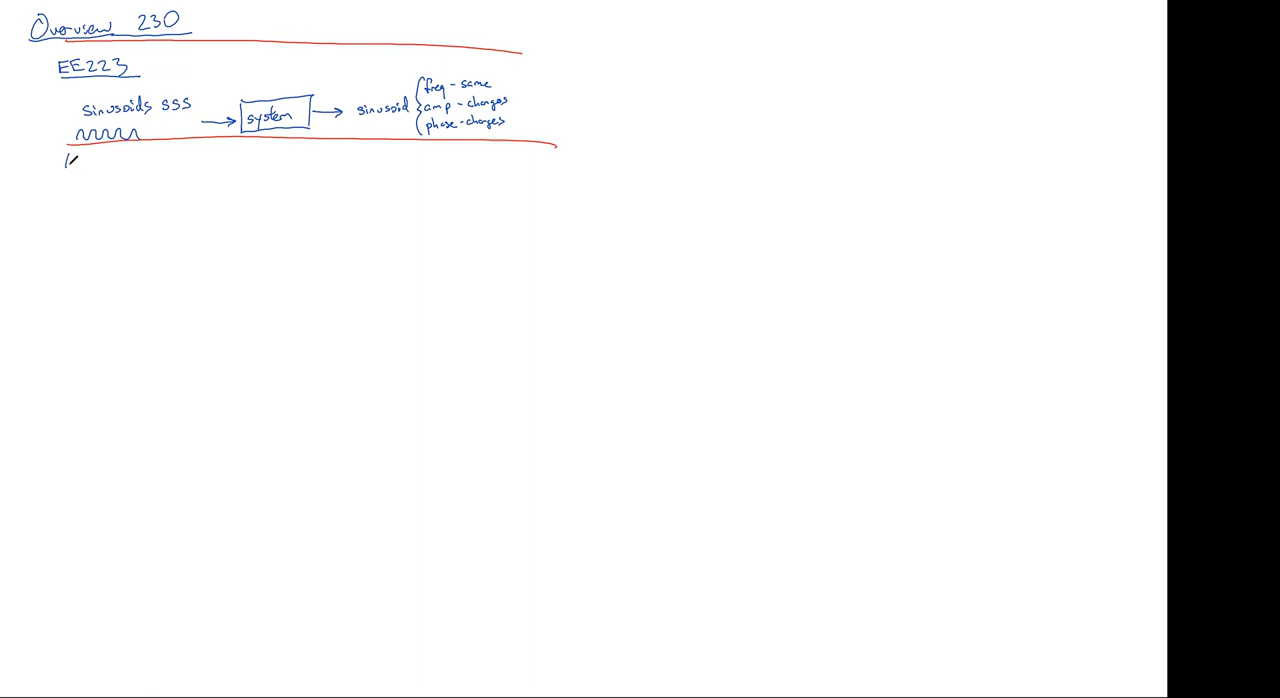 Overview 230
EE223
Sinusoids SSS
system
sinusoid
freq - same
amp - changes
phase - changes